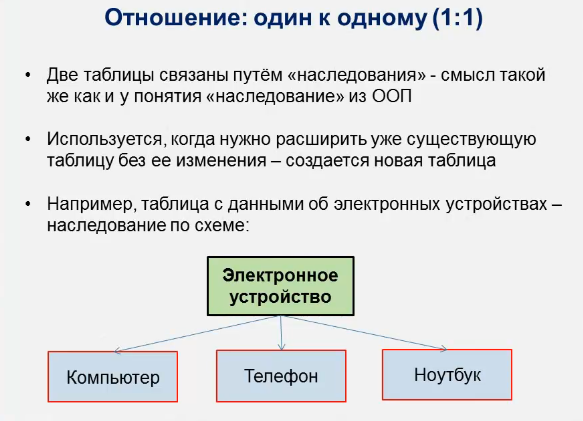 Отношение: один к одному (1:1)
• Две таблицы связаны путём «наследования» - смысл такой
же как и у понятия «наследование» из ООП
• Используется, когда нужно расширить уже существующую
таблицу без ее изменения – создается новая таблица
• Например, таблица с данными об электронных устройствах –
наследование по схеме:
Электронное
устройство
Компьютер
Телефон
Ноутбук